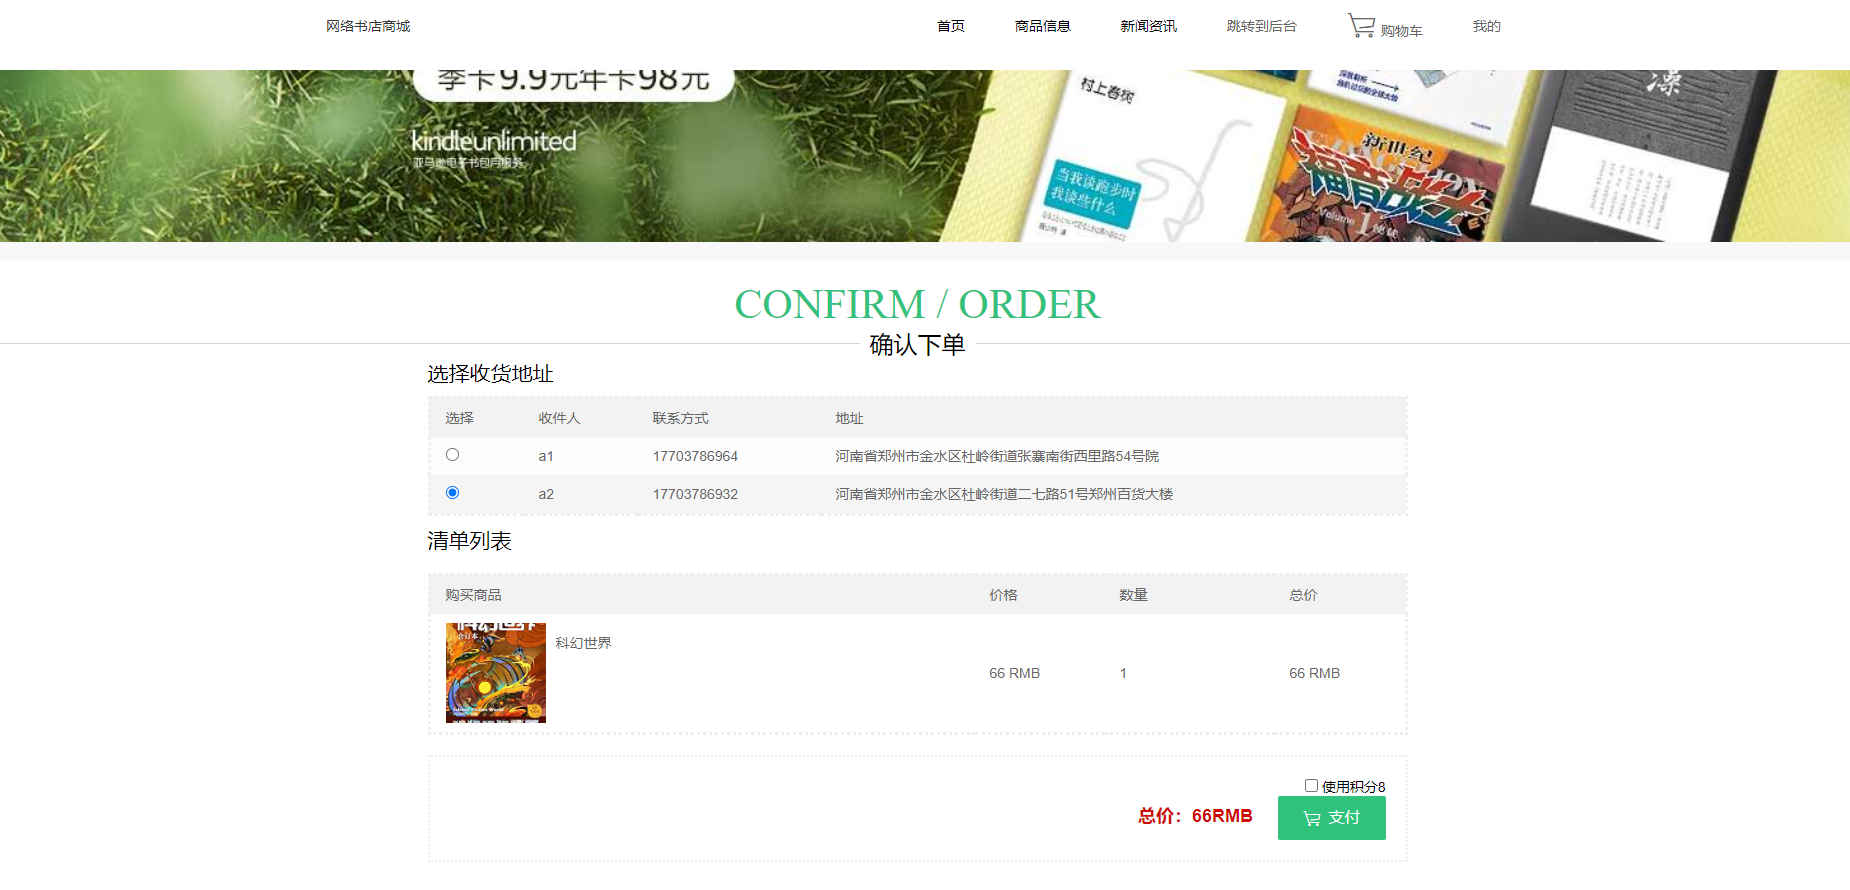 网络书店商城 首页 商品信息 新闻资讯 跳转到后台 购物车 我的
季卡9.9元年卡98元
kindleunlimited
亚马逊电子书包月服务
村上春树
当我谈跑步时
我谈些什么
新世纪
福音战士
Volume 1
CONFIRM / ORDER
确认下单
选择收货地址
选择 收件人 联系方式 地址
a1 17703786964 河南省郑州市金水区杜岭街道张寨南街西里路54号院
a2 17703786932 河南省郑州市金水区杜岭街道二七路51号郑州百货大楼
清单列表
购买商品 价格 数量 总价
科幻世界
66 RMB 1 66 RMB
使用积分8
总价：66RMB 支付